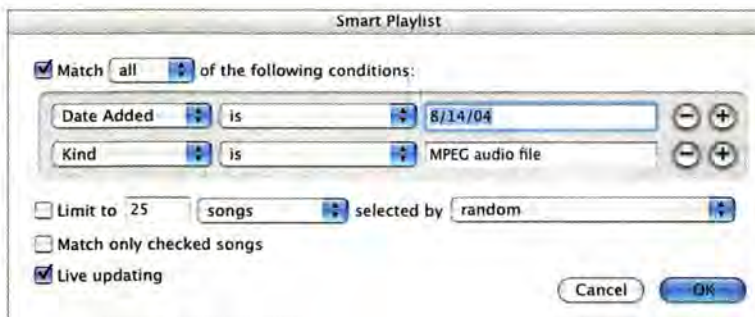 Smart Playlist
Match all of the following conditions:
Date Added is 8/14/04
Kind is MPEG audio file
Limit to 25 songs selected by random
Match only checked songs
Live updating
Cancel OK